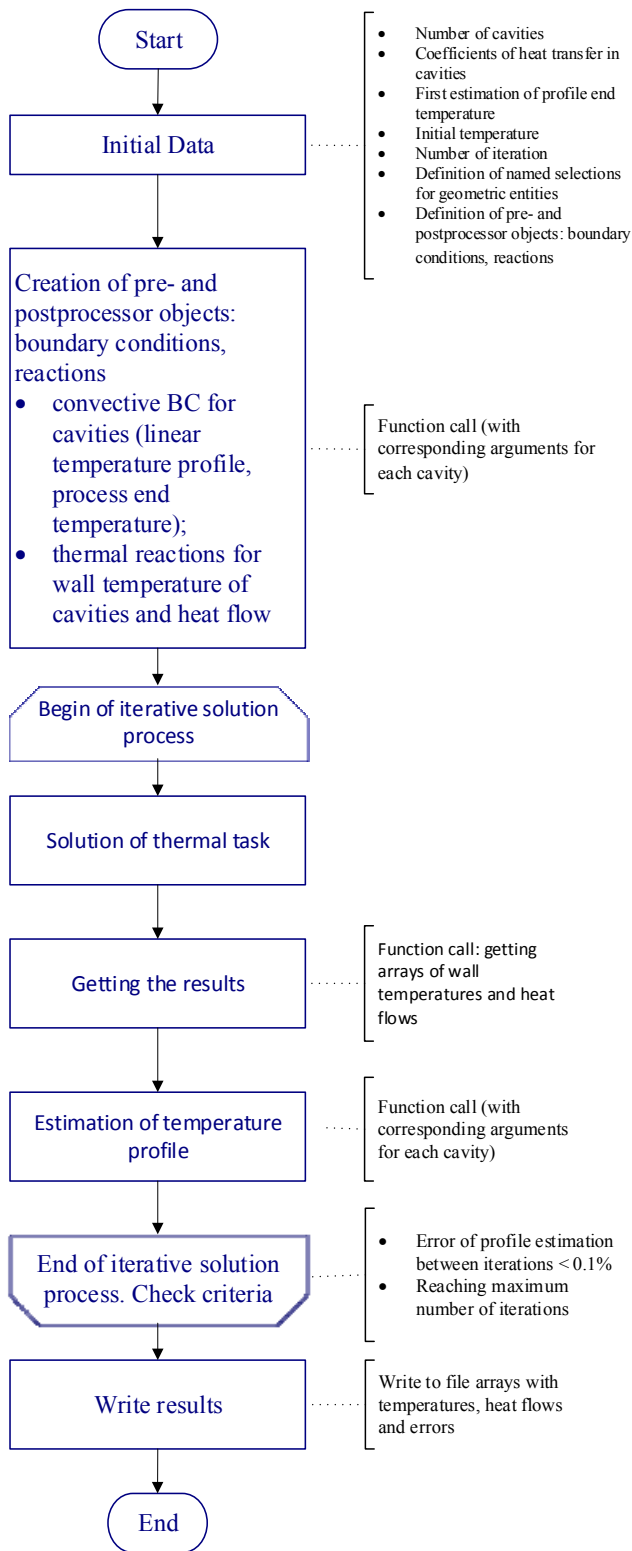 Start
• Number of cavities
• Coefficients of heat transfer in
cavities
• First estimation of profile end
temperature
• Initial temperature
• Number of iteration
• Definition of named selections
for geometric entities
• Definition of pre- and
postprocessor objects: boundary
conditions, reactions
Initial Data
Creation of pre- and
postprocessor objects:
boundary conditions,
reactions
• convective BC for
cavities (linear
temperature profile,
process end
temperature);
• thermal reactions for
wall temperature of
cavities and heat flow
Function call (with
corresponding arguments for
each cavity)
Begin of iterative solution
process
Solution of thermal task
Getting the results
Function call: getting
arrays of wall
temperatures and heat
flows
Estimation of temperature
profile
Function call (with
corresponding arguments
for each cavity)
End of iterative solution
process. Check criteria
• Error of profile estimation
between iterations < 0.1%
• Reaching maximum
number of iterations
Write results
Write to file arrays with
temperatures, heat flows
and errors
End